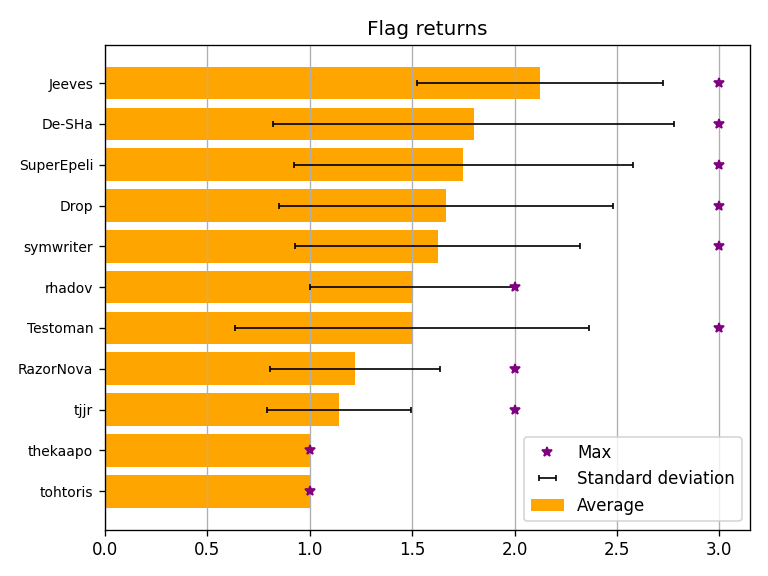 Flag returns
Jeeves
De-SHa
SuperEpeli
Drop
symwriter
rhadov
Testoman
RazorNova
tjjr
thekaapo
tohtoris
Max
Standard deviation
Average
0.0 0.5 1.0 1.5 2.0 2.5 3.0